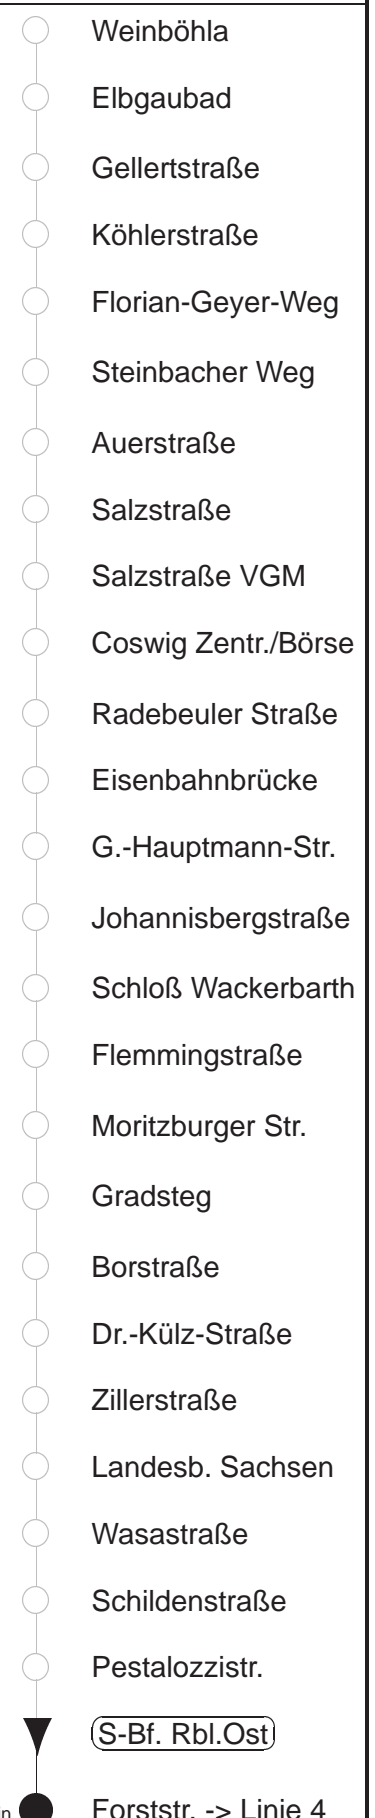 Weinböhla
Elbgaubad
Gellertstraße
Köhlerstraße
Florian-Geyer-Weg
Steinbacher Weg
Auerstraße
Salzstraße
Salzstraße VGM
Coswig Zentr./Börse
Radebeuler Straße
Eisenbahnbrücke
G.-Hauptmann-Str.
Johannisbergstraße
Schloß Wackerbarth
Flemmingstraße
Moritzburger Str.
Gradsteg
Borstraße
Dr.-Külz-Straße
Zillerstraße
Landesb. Sachsen
Wasastraße
Schildenstraße
Pestalozzistr.
S-Bf. Rbl.Ost
Forststr. -> Linie 4